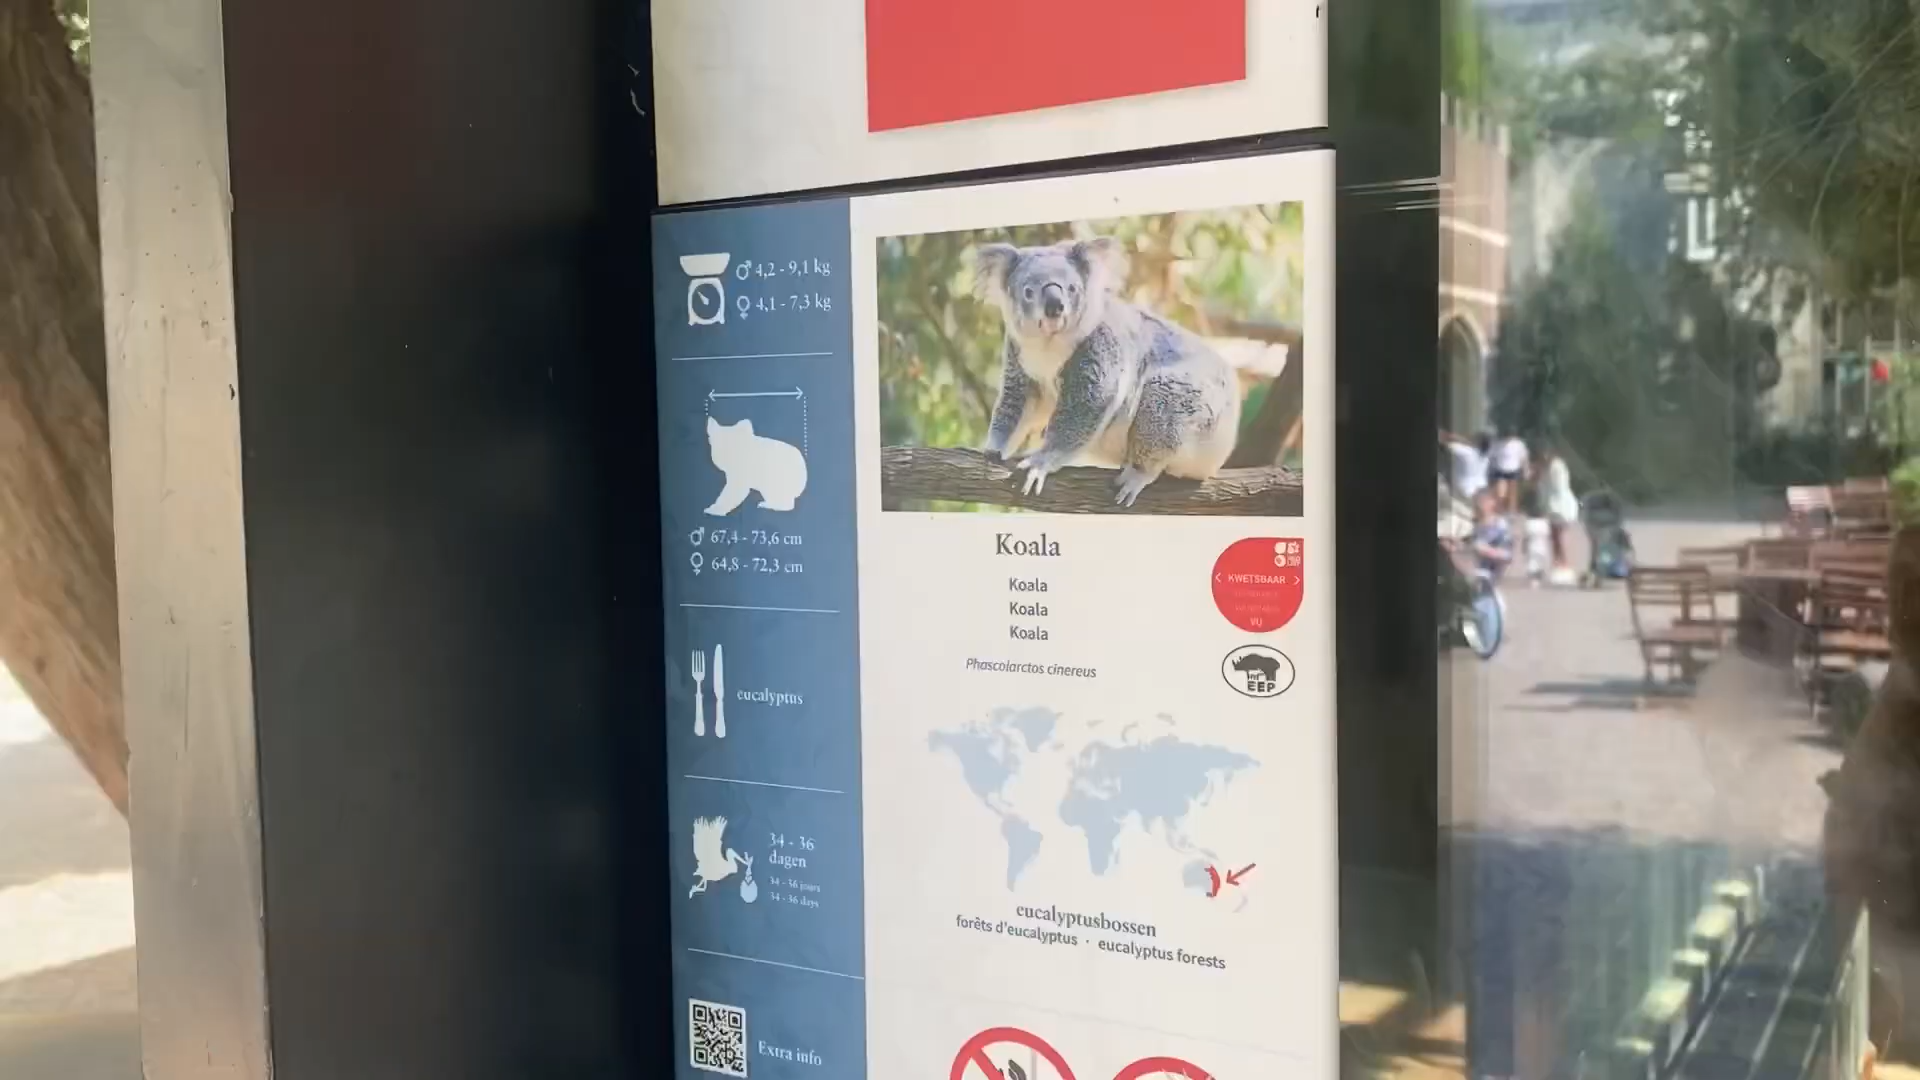 ♂ 4,2 - 9,1 kg
♀ 4,1 - 7,3 kg
♂ 67,4 - 73,6 cm
♀ 64,8 - 72,3 cm
eucalyptus
34 - 36
dagen
34 - 36 jours
34 - 36 days
Extra info
Koala
Koala
Koala
Koala
Phascolarctos cinereus
< KWETSBAAR >
VU
EEP
eucalyptusbossen
forêts d'eucalyptus · eucalyptus forests